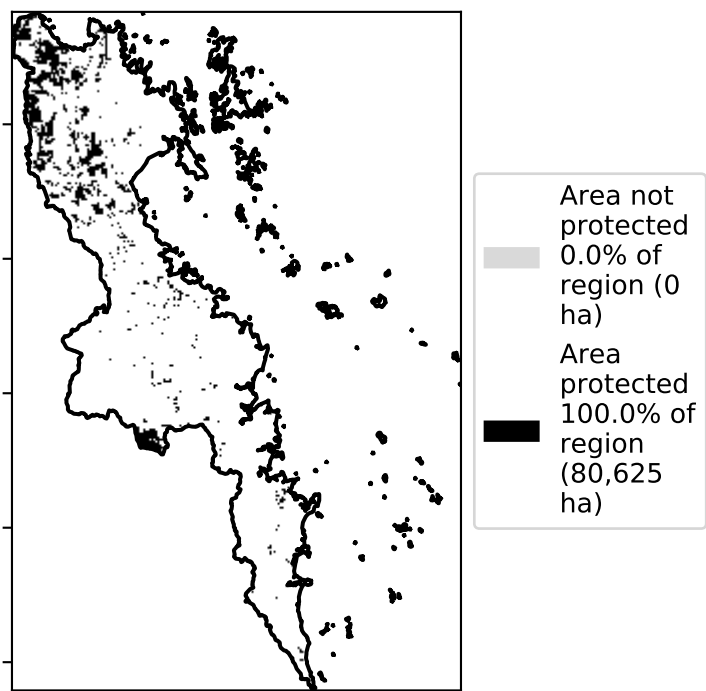 Area not
protected
0.0% of
region (0
ha)
Area
protected
100.0% of
region
(80,625
ha)